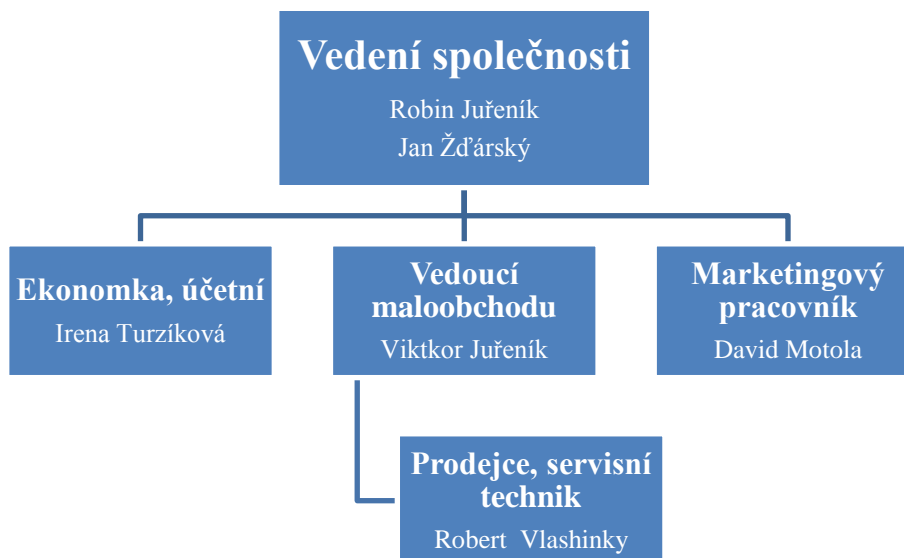 Vedení společnosti
Robin Juřeník
Jan Žďárský
Ekonomka, účetní
Irena Turzíková
Vedoucí
maloobchodu
Viktkor Juřeník
Marketingový
pracovník
David Motola
Prodejce, servisní
technik
Robert Vlashinky